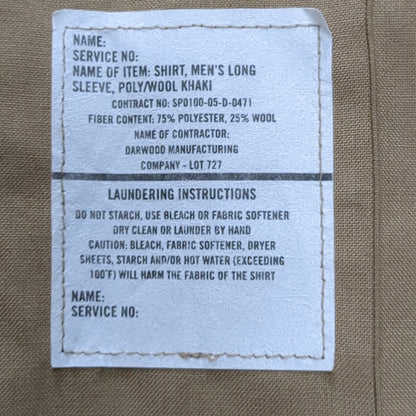 NAME:
SERVICE NO:
NAME OF ITEM: SHIRT, MEN'S LONG
SLEEVE, POLY/WOOL KHAKI
CONTRACT NO: SPO100-05-D-0471
FIBER CONTENT: 75% POLYESTER, 25% WOOL
NAME OF CONTRACTOR:
DARWOOD MANUFACTURING
COMPANY - LOT 727
LAUNDERING INSTRUCTIONS
DO NOT STARCH, USE BLEACH OR FABRIC SOFTENER
DRY CLEAN OR LAUNDER BY HAND
CAUTION: BLEACH, FABRIC SOFTENER, DRYER
SHEETS, STARCH AND/OR HOT WATER (EXCEEDING
100°F) WILL HARM THE FABRIC OF THE SHIRT
NAME:
SERVICE NO: